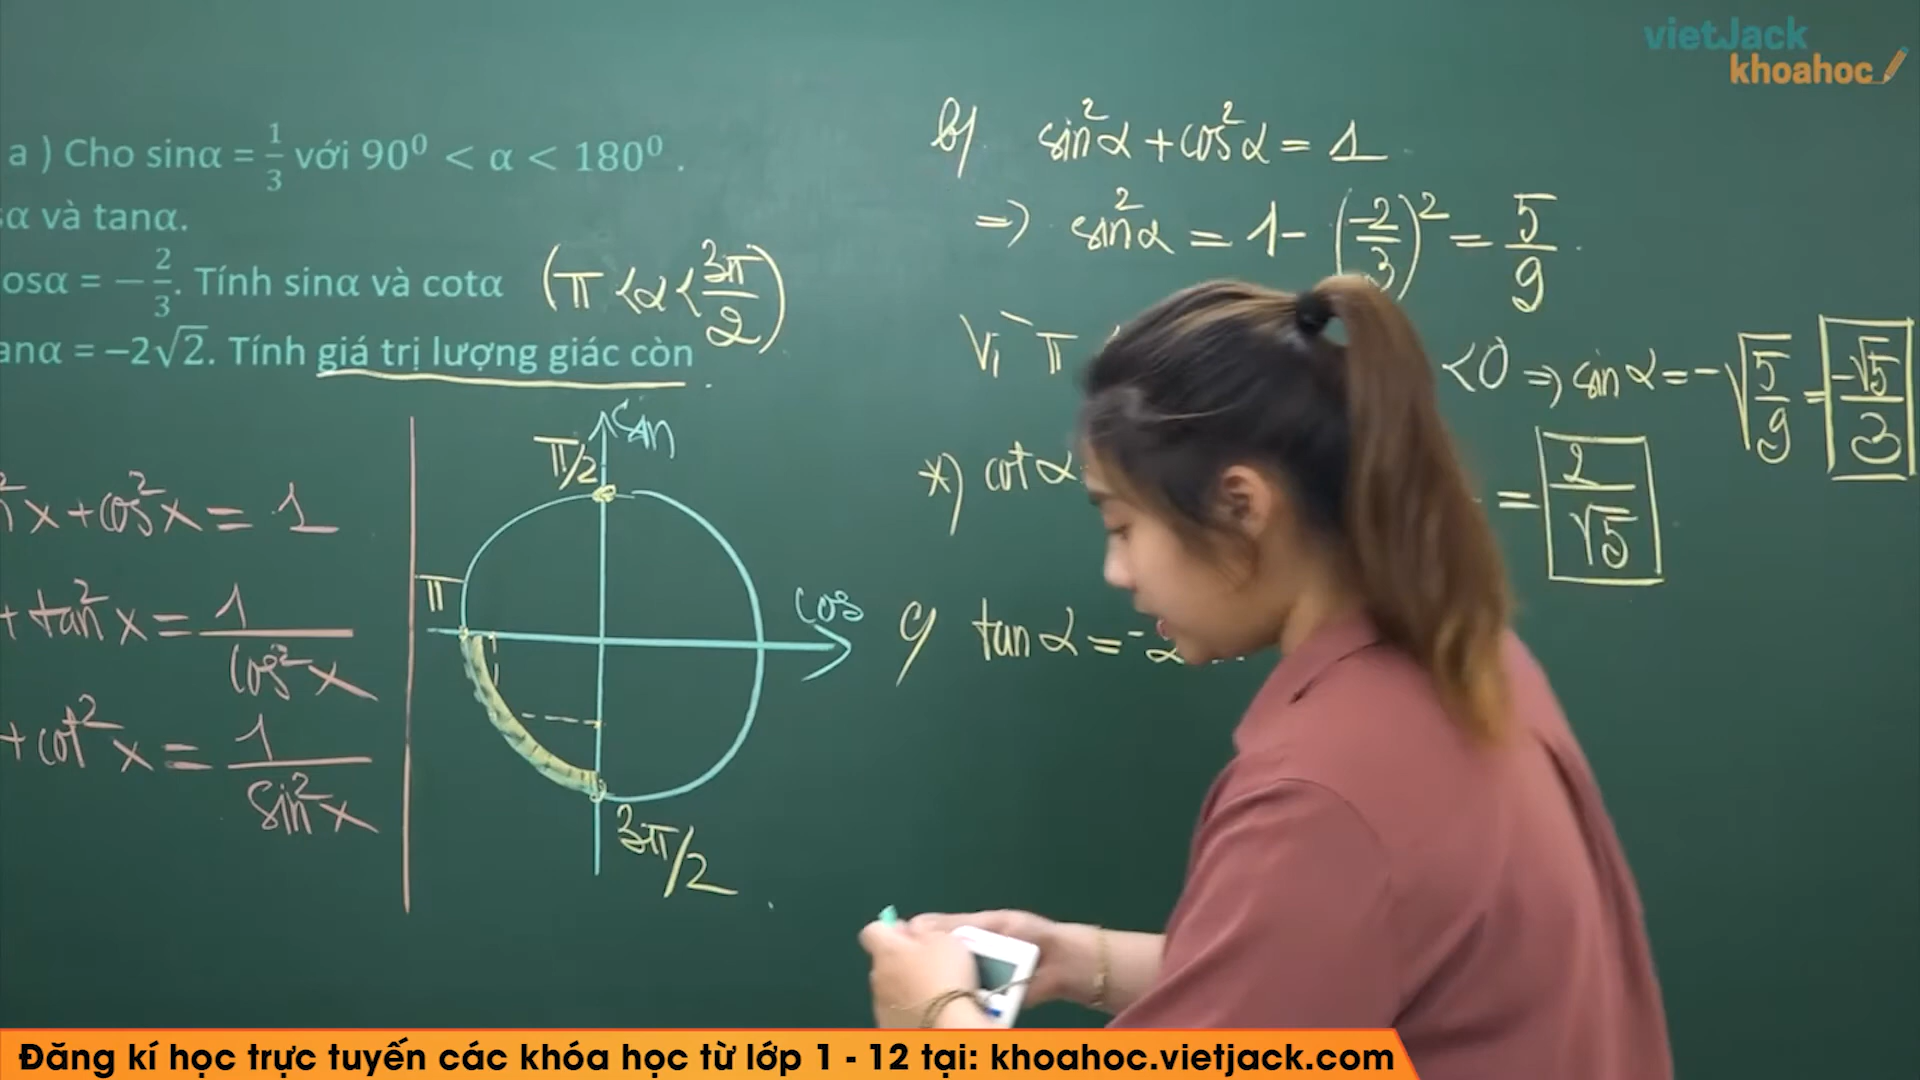 vietJack
khoahoc
a ) Cho sinα = 1/3 với 90⁰ < α < 180⁰ .
α và tanα.
osα = −2/3. Tính sinα và cotα (π < α < 3π/2)
anα = −2√2. Tính giá trị lượng giác còn
x + cos²x = 1
+ tan²x = 1/cos²x
+ cot²x = 1/sin²x
π/2
sin
π
cos
3π/2
b) sin²α + cos²α = 1
=> sin²α = 1 - (-2/3)² = 5/9
Vì π < 0 => sin α = -√5/9 = -√5/3
*) cot α = 2/√5
c) tan α = -2
Đăng kí học trực tuyến các khóa học từ lớp 1 - 12 tại: khoahoc.vietjack.com